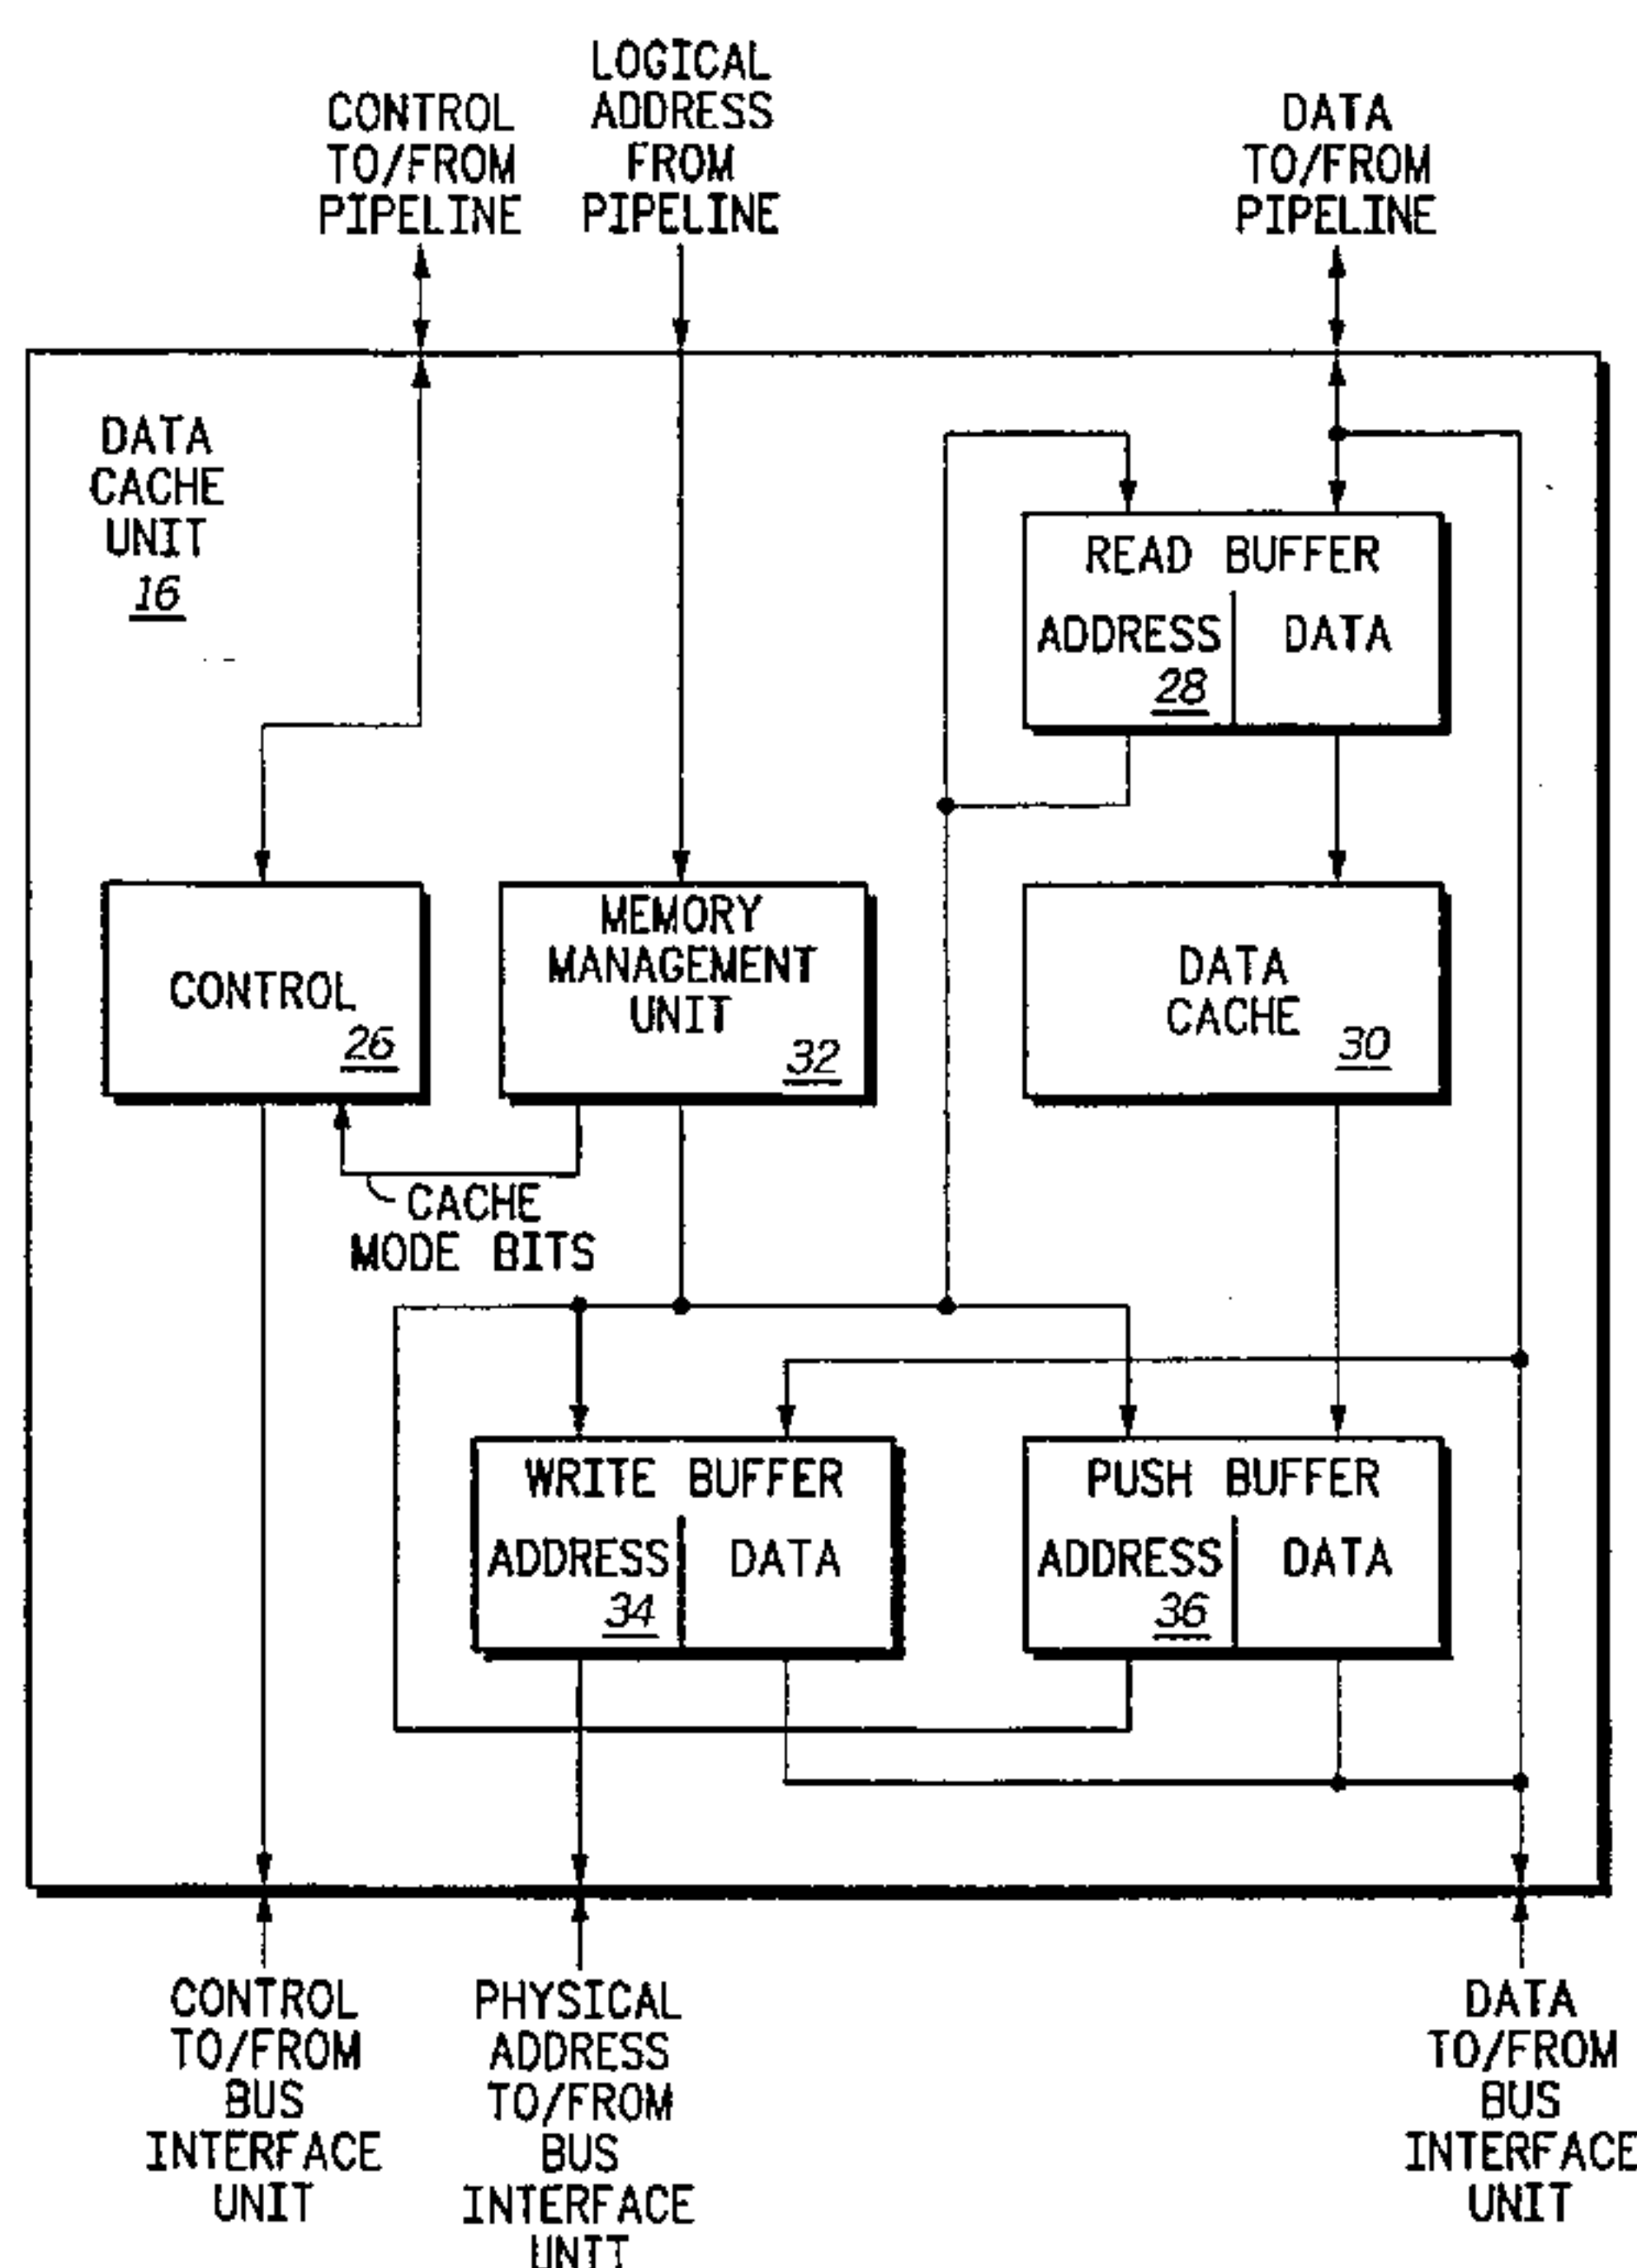 CONTROL
TO/FROM
PIPELINE
LOGICAL
ADDRESS
FROM
PIPELINE
DATA
TO/FROM
PIPELINE
DATA
CACHE
UNIT
16
READ BUFFER
ADDRESS DATA
28
CONTROL
26
MEMORY
MANAGEMENT
UNIT
32
DATA
CACHE
30
CACHE
MODE BITS
WRITE BUFFER
ADDRESS DATA
34
PUSH BUFFER
ADDRESS DATA
36
CONTROL
TO/FROM
BUS
INTERFACE
UNIT
PHYSICAL
ADDRESS
TO/FROM
BUS
INTERFACE
UNIT
DATA
TO/FROM
BUS
INTERFACE
UNIT